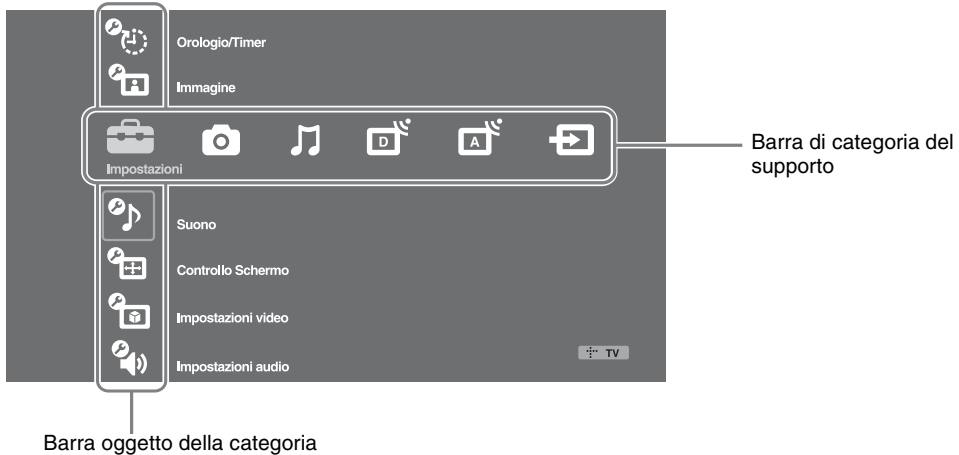 Orologio/Timer
Immagine
D
A
Impostazioni
Barra di categoria del
supporto
Suono
Controllo Schermo
Impostazioni video
TV
Impostazioni audio
Barra oggetto della categoria